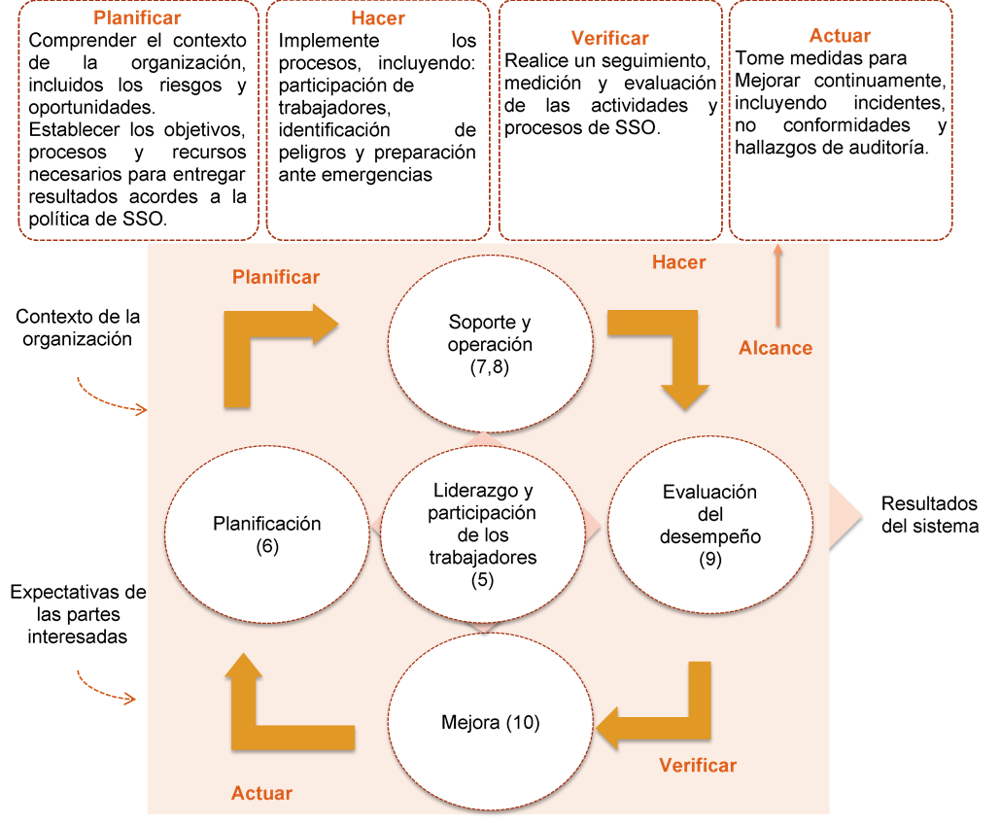 Planificar
Comprender el contexto
de la organización,
incluidos los riesgos y
oportunidades.
Establecer los objetivos,
procesos y recursos
necesarios para entregar
resultados acordes a la
política de SSO.
Hacer
Implemente los
procesos, incluyendo:
participación de
trabajadores,
identificación de
peligros y preparación
ante emergencias
Verificar
Realice un seguimiento,
medición y evaluación
de las actividades y
procesos de SSO.
Actuar
Tome medidas para
Mejorar continuamente,
incluyendo incidentes,
no conformidades y
hallazgos de auditoría.
Planificar
Hacer
Contexto de la
organización
Soporte y
operación
(7,8)
Alcance
Planificación
(6)
Liderazgo y
participación
de los
trabajadores
(5)
Evaluación
del
desempeño
(9)
Resultados
del sistema
Expectativas de
las partes
interesadas
Mejora (10)
Verificar
Actuar